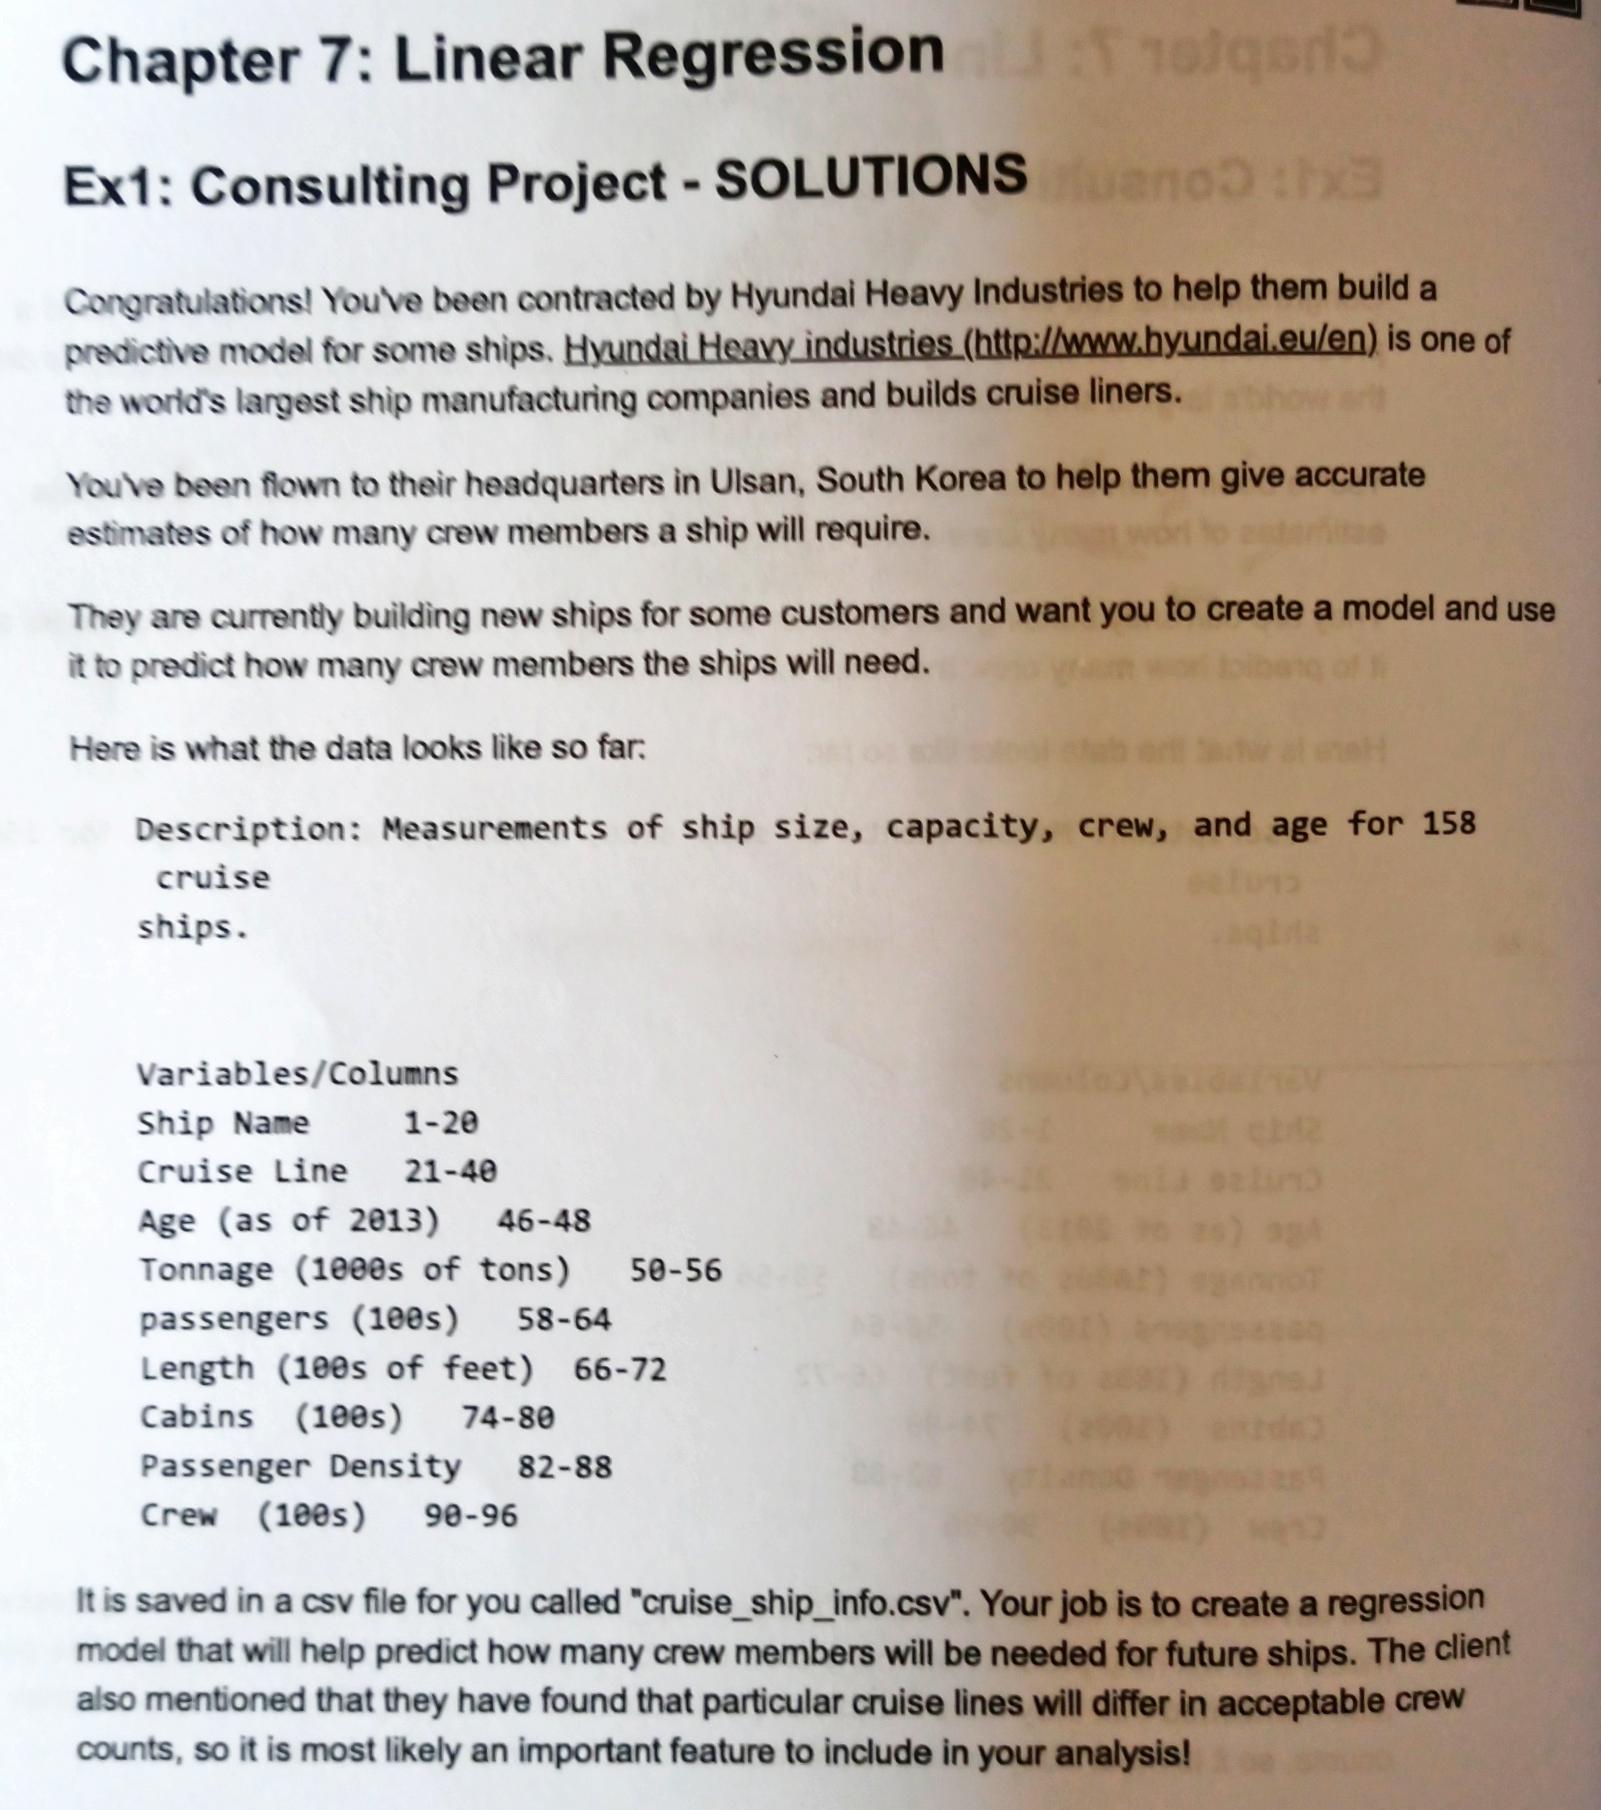 Chapter 7: Linear Regression
Ex1: Consulting Project - SOLUTIONS
Congratulations! You've been contracted by Hyundai Heavy Industries to help them build a
predictive model for some ships. Hyundai Heavy industries (http://www.hyundai.eu/en) is one of
the world's largest ship manufacturing companies and builds cruise liners.
You've been flown to their headquarters in Ulsan, South Korea to help them give accurate
estimates of how many crew members a ship will require.
They are currently building new ships for some customers and want you to create a model and use
it to predict how many crew members the ships will need.
Here is what the data looks like so far:
Description: Measurements of ship size, capacity, crew, and age for 158
cruise
ships.
Variables/Columns
Ship Name 1-20
Cruise Line 21-40
Age (as of 2013) 46-48
Tonnage (1000s of tons) 50-56
passengers (100s) 58-64
Length (100s of feet) 66-72
Cabins (100s) 74-80
Passenger Density 82-88
Crew (100s) 90-96
It is saved in a csv file for you called "cruise_ship_info.csv". Your job is to create a regression
model that will help predict how many crew members will be needed for future ships. The client
also mentioned that they have found that particular cruise lines will differ in acceptable crew
counts, so it is most likely an important feature to include in your analysis!